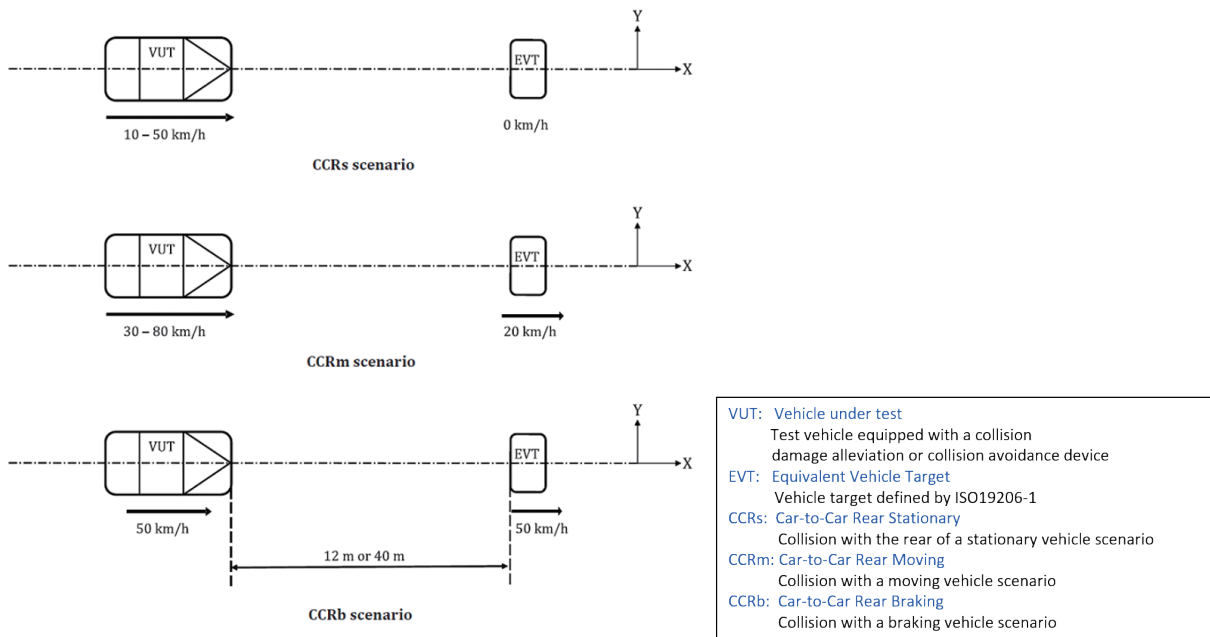 VUT
EVT
Y
X
10 – 50 km/h
0 km/h
CCRs scenario
VUT
EVT
Y
X
30 – 80 km/h
20 km/h
CCRm scenario
VUT
EVT
Y
X
50 km/h
50 km/h
12 m or 40 m
CCRb scenario
VUT: Vehicle under test
Test vehicle equipped with a collision
damage alleviation or collision avoidance device
EVT: Equivalent Vehicle Target
Vehicle target defined by ISO19206-1
CCRs: Car-to-Car Rear Stationary
Collision with the rear of a stationary vehicle scenario
CCRm: Car-to-Car Rear Moving
Collision with a moving vehicle scenario
CCRb: Car-to-Car Rear Braking
Collision with a braking vehicle scenario